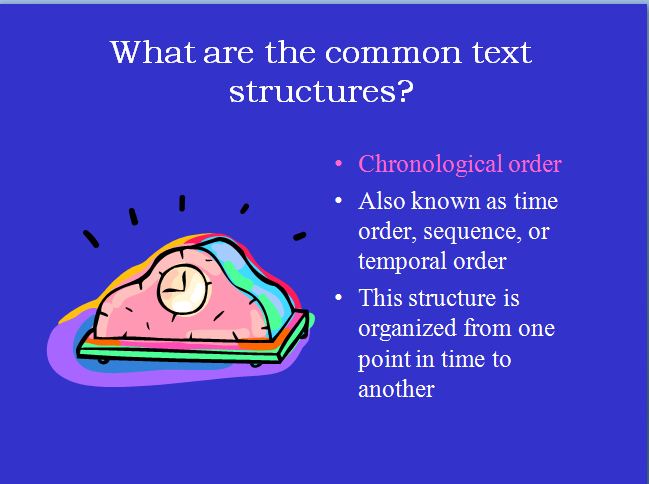 What are the common text
structures?
• Chronological order
• Also known as time
order, sequence, or
temporal order
• This structure is
organized from one
point in time to
another